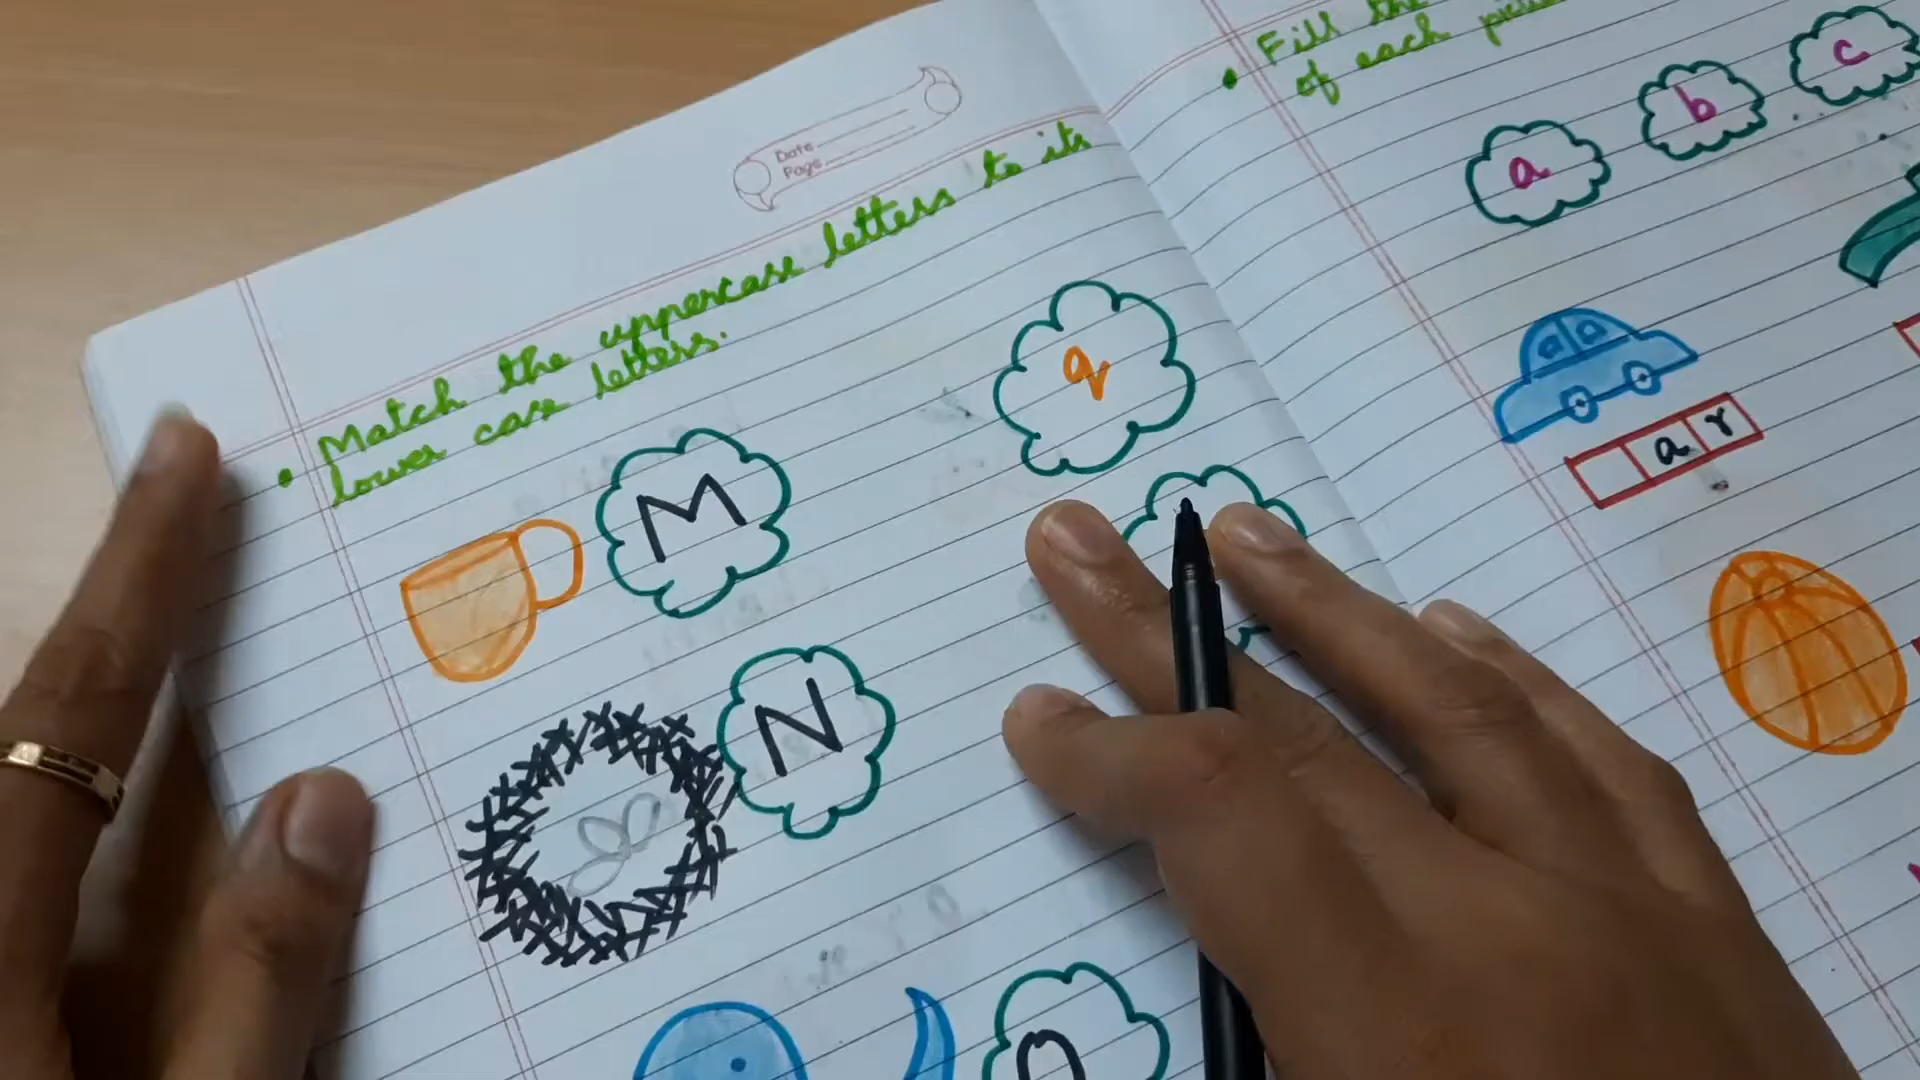 Date
Page
Match the uppercase letters to its
lower case letters.
M
q
N
Fill the
of each
a
b
c
a r